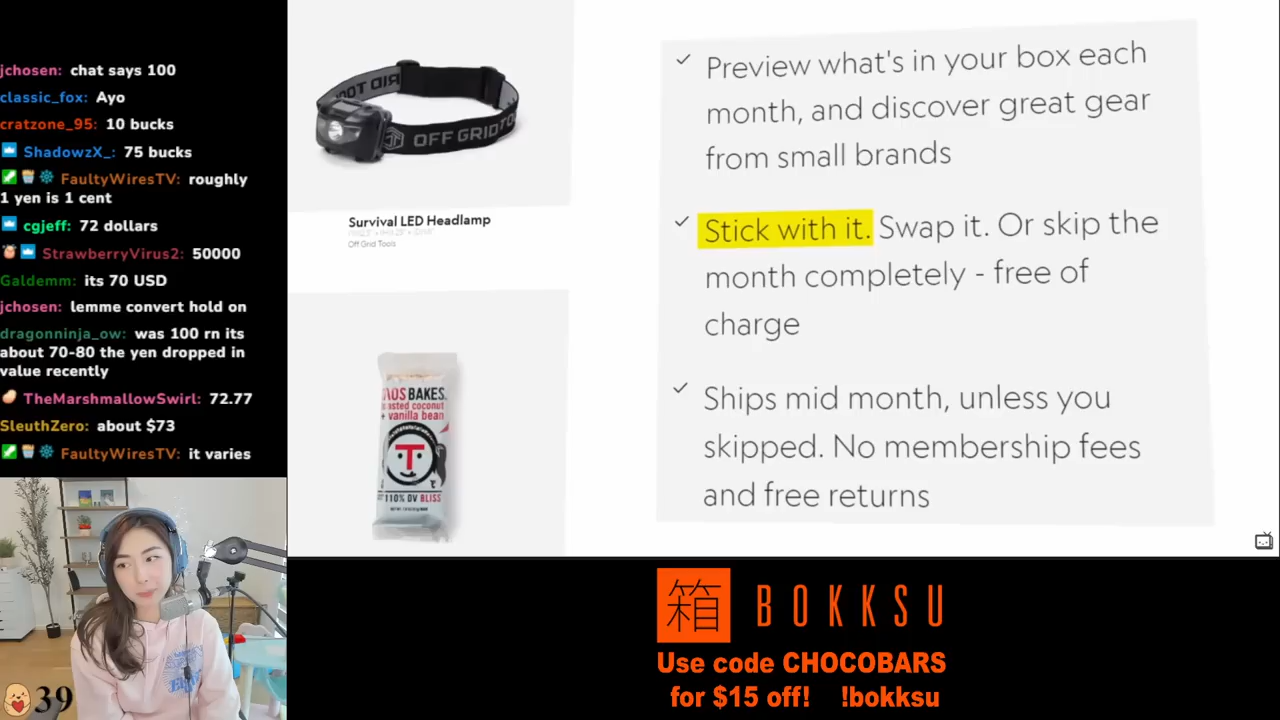 jchosen: chat says 100
classic_fox: Ayo
cratzone_95: 10 bucks
ShadowzX_: 75 bucks
FaultyWiresTV: roughly
1 yen is 1 cent
cgjeff: 72 dollars
StrawberryVirus2: 50000
Galdemm: its 70 USD
jchosen: lemme convert hold on
dragonninja_ow: was 100 rn its
about 70-80 the yen dropped in
value recently
TheMarshmallowSwirl: 72.77
SleuthZero: about $73
FaultyWiresTV: it varies
39
OFF GRID TOO
Survival LED Headlamp
Off Grid Tools
BAKES.
vanilla bean
T
110% DV BLISS
Preview what's in your box each
month, and discover great gear
from small brands
Stick with it. Swap it. Or skip the
month completely - free of
charge
Ships mid month, unless you
skipped. No membership fees
and free returns
箱 BOKKSU
Use code CHOCOBARS
for $15 off! !bokksu